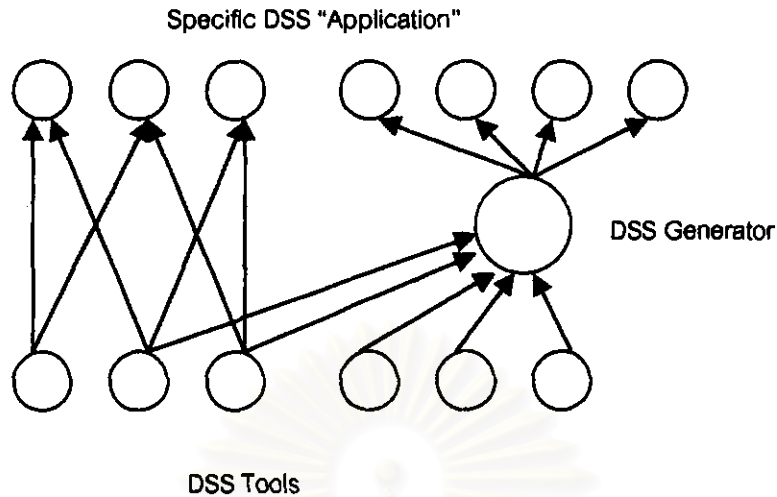 Specific DSS "Application"
DSS Generator
DSS Tools